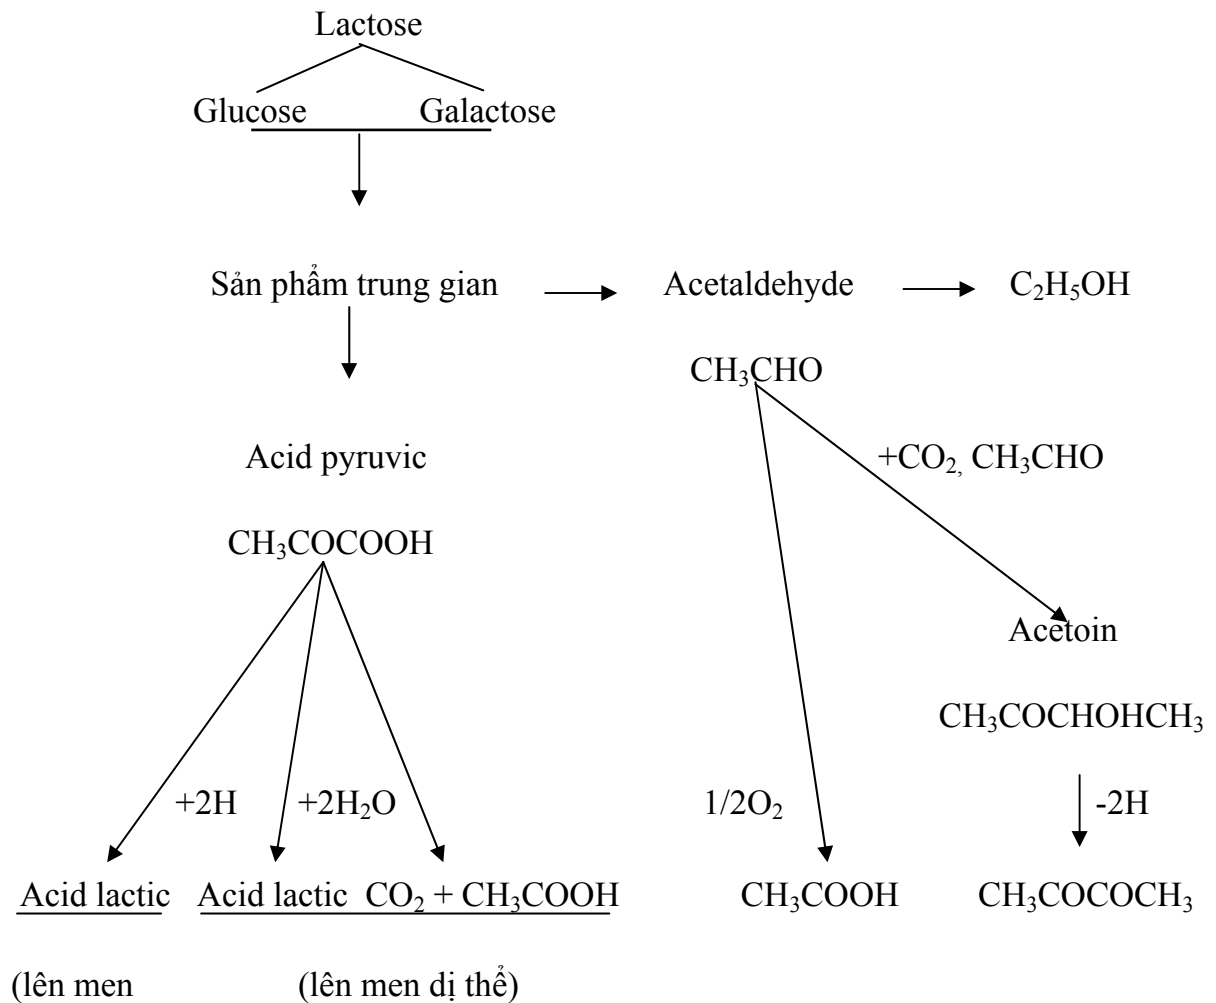 Lactose
Glucose Galactose
Sản phẩm trung gian Acetaldehyde C₂H₅OH
CH₃CHO
Acid pyruvic +CO₂, CH₃CHO
CH₃COCOOH
Acetoin
CH₃COCHOHCH₃
+2H +2H₂O 1/2O₂ -2H
Acid lactic Acid lactic CO₂ + CH₃COOH CH₃COOH CH₃COCOCH₃
(lên men (lên men dị thể)